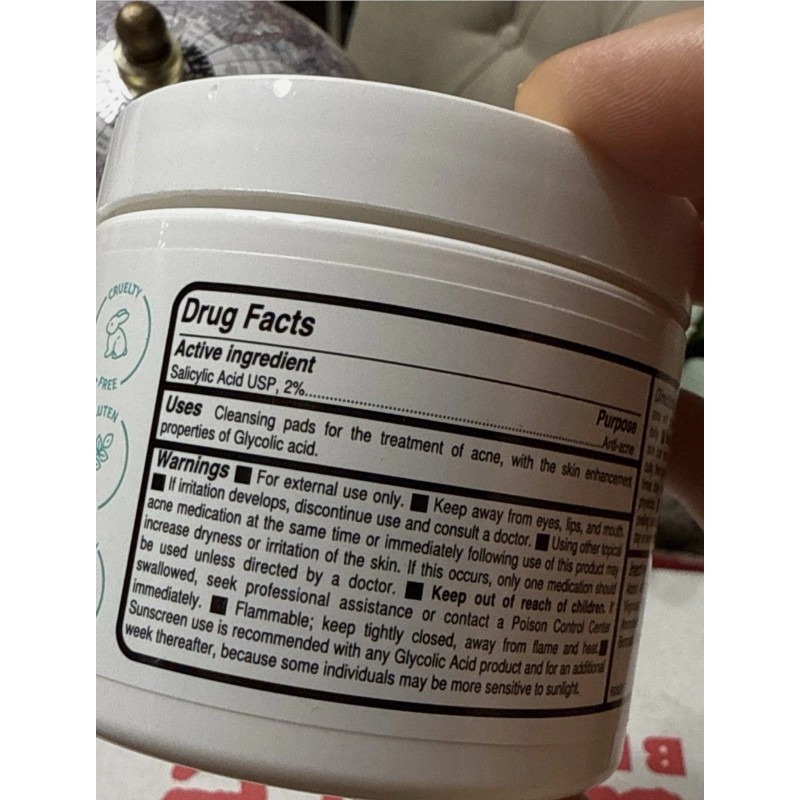 CRUELTY
FREE
UTEN
Drug Facts
Active ingredient
Purpose
Salicylic Acid USP, 2%
Anti-acne
Uses Cleansing pads for the treatment of acne, with the skin enhancement
properties of Glycolic acid.
Warnings ■ For external use only. ■ Keep away from eyes, lips, and mouth.
■ If irritation develops, discontinue use and consult a doctor. ■ Using other topical
acne medication at the same time or immediately following use of this product may
increase dryness or irritation of the skin. If this occurs, only one medication should
be used unless directed by a doctor. ■ Keep out of reach of children. If
swallowed, seek professional assistance or contact a Poison Control Center
immediately. ■ Flammable; keep tightly closed, away from flame and heat. ■
Sunscreen use is recommended with any Glycolic Acid product and for an additional
week thereafter, because some individuals may be more sensitive to sunlight.